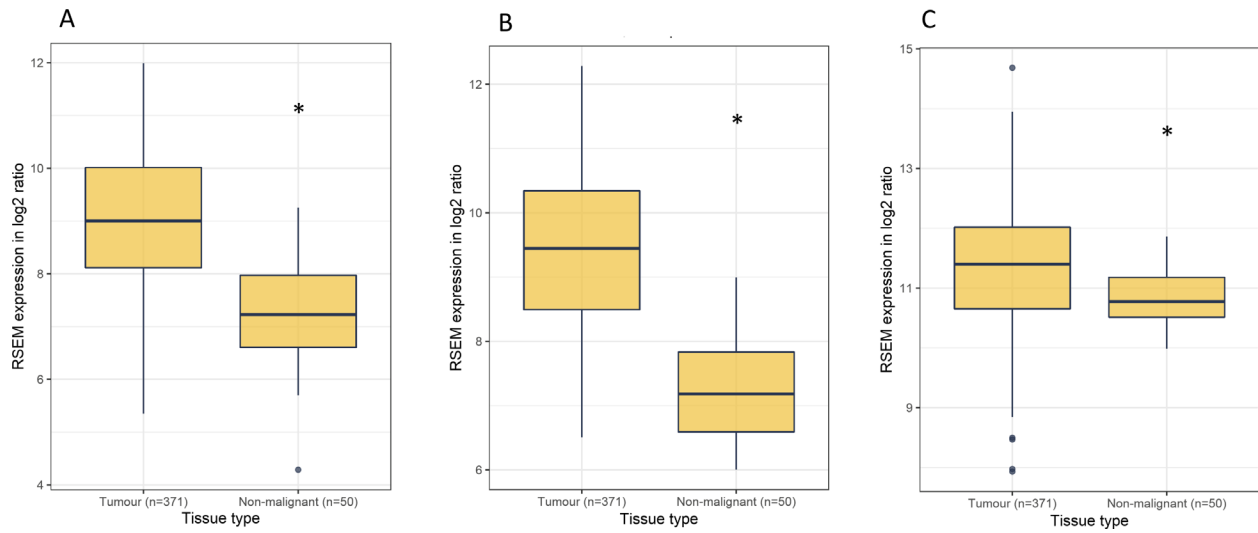 A
RSEM expression in log2 ratio
12
10
8
6
4
*
Tumour (n=371) Non-malignant (n=50)
Tissue type
B
RSEM expression in log2 ratio
12
10
8
6
*
Tumour (n=371) Non-malignant (n=50)
Tissue type
C
RSEM expression in log2 ratio
15
13
11
9
*
Tumour (n=371) Non-malignant (n=50)
Tissue type